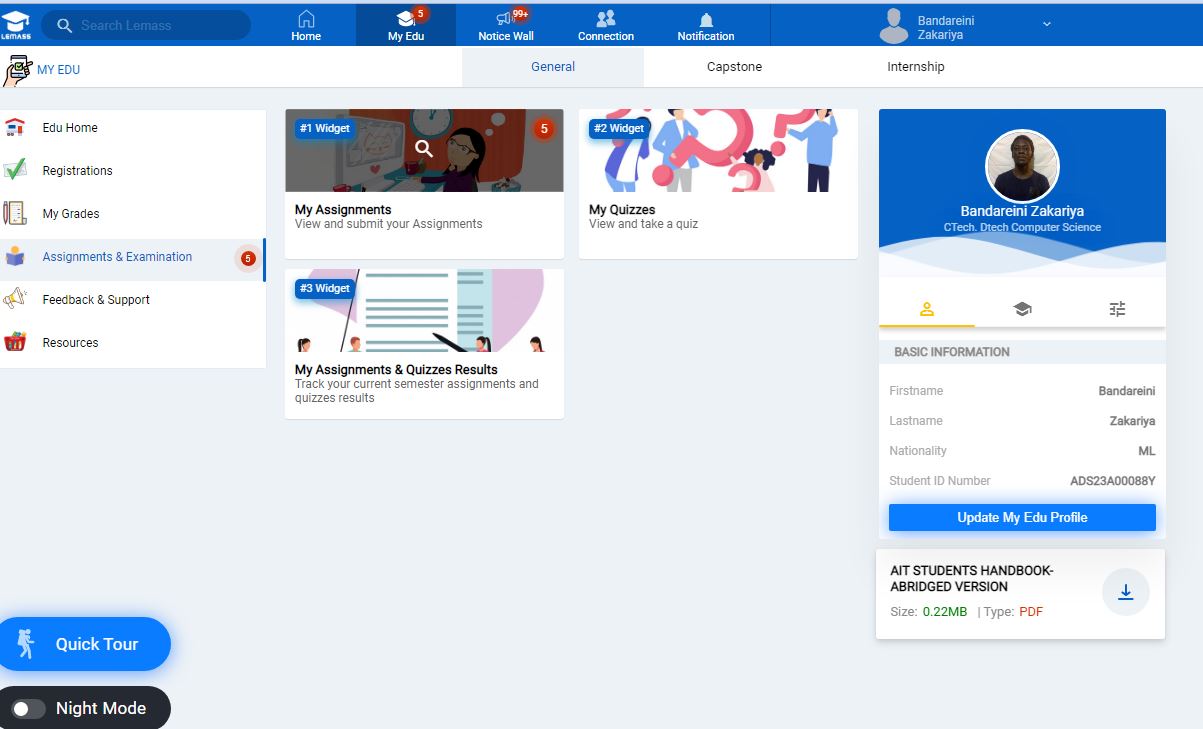 LEMASS
Search Lemass
Home
5
My Edu
99+
Notice Wall
Connection
Notification
Bandareini
Zakariya
MY EDU
General
Capstone
Internship
Edu Home
Registrations
My Grades
Assignments & Examination
5
Feedback & Support
Resources
#1 Widget
5
My Assignments
View and submit your Assignments
#2 Widget
My Quizzes
View and take a quiz
#3 Widget
My Assignments & Quizzes Results
Track your current semester assignments and
quizzes results
Bandareini Zakariya
CTech. Dtech Computer Science
BASIC INFORMATION
Firstname Bandareini
Lastname Zakariya
Nationality ML
Student ID Number ADS23A00088Y
Update My Edu Profile
AIT STUDENTS HANDBOOK-
ABRIDGED VERSION
Size: 0.22MB | Type: PDF
Quick Tour
Night Mode